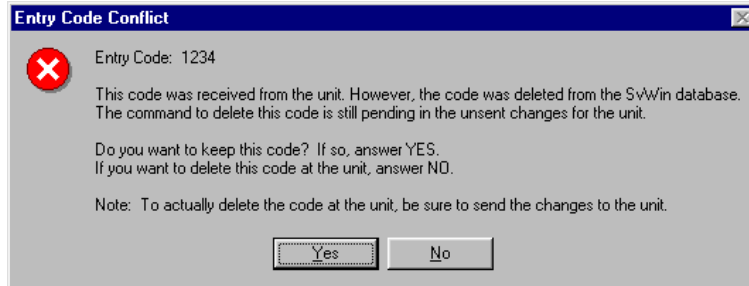 Entry Code Conflict
Entry Code: 1234
This code was received from the unit. However, the code was deleted from the SvWin database.
The command to delete this code is still pending in the unsent changes for the unit.
Do you want to keep this code? If so, answer YES.
If you want to delete this code at the unit, answer NO.
Note: To actually delete the code at the unit, be sure to send the changes to the unit.
Yes No